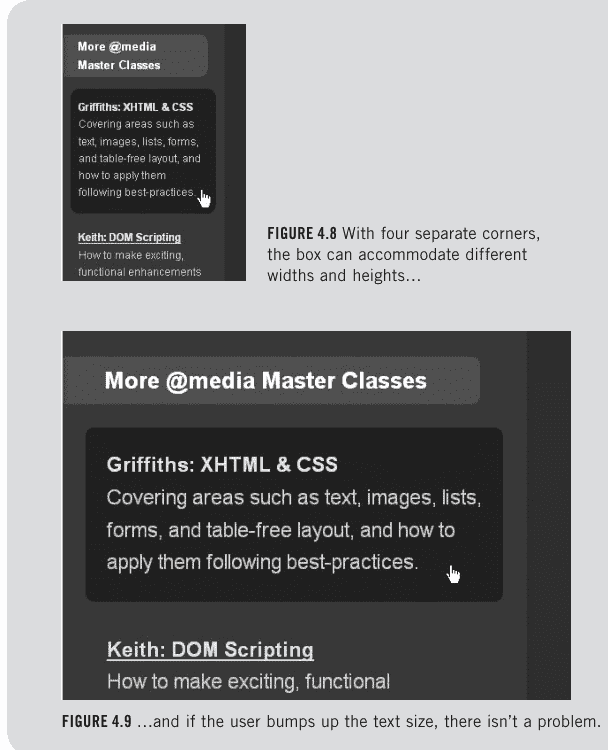 More @media
Master Classes
Griffiths: XHTML & CSS
Covering areas such as
text, images, lists, forms,
and table-free layout, and
how to apply them
following best-practices.
Keith: DOM Scripting
How to make exciting,
functional enhancements
FIGURE 4.8 With four separate corners,
the box can accommodate different
widths and heights…
More @media Master Classes
Griffiths: XHTML & CSS
Covering areas such as text, images, lists,
forms, and table-free layout, and how to
apply them following best-practices.
Keith: DOM Scripting
How to make exciting, functional
FIGURE 4.9 …and if the user bumps up the text size, there isn't a problem.